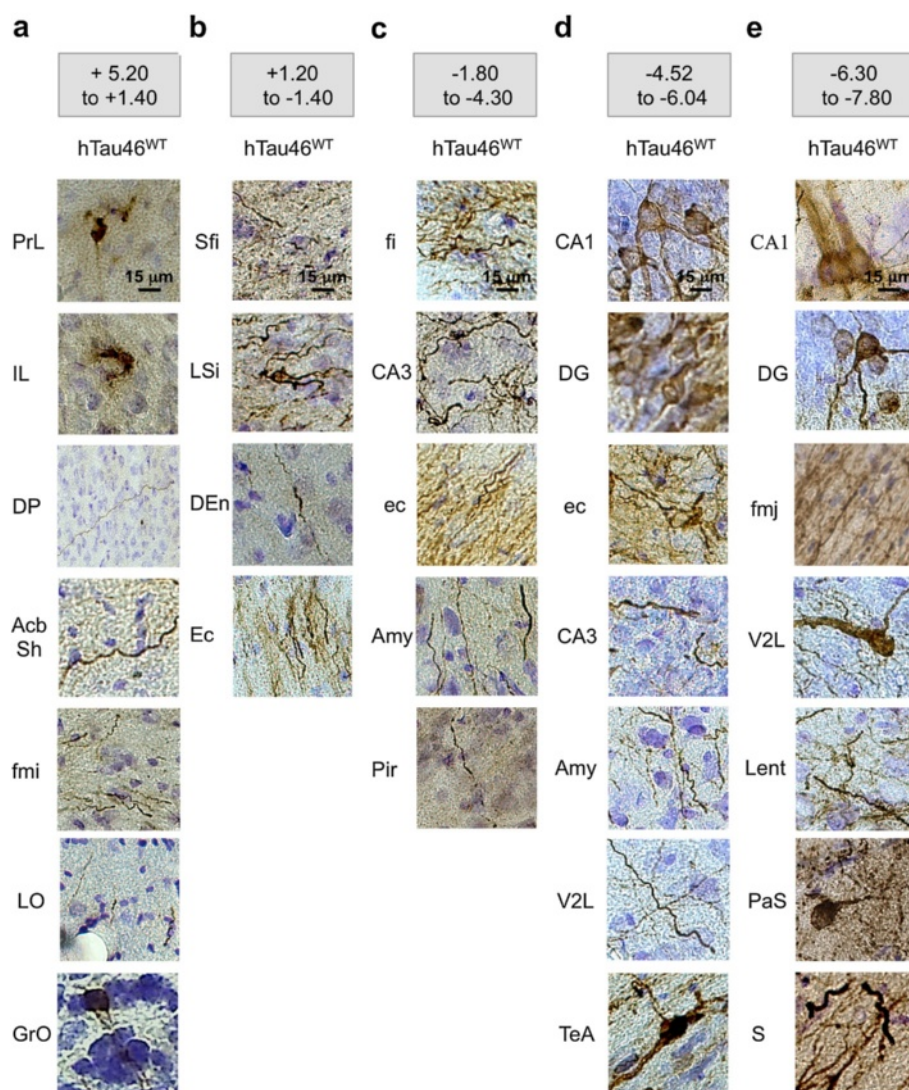 a
b
c
d
e
+ 5.20
to +1.40
+1.20
to -1.40
-1.80
to -4.30
-4.52
to -6.04
-6.30
to -7.80
hTau46WT
hTau46WT
hTau46WT
hTau46WT
hTau46WT
PrL
15 µm
Sfi
15 µm
fi
15 µm
CA1
15 µm
CA1
15 µm
IL
LSi
CA3
DG
DG
DP
DEn
ec
ec
fmj
Acb
Sh
Ec
Amy
CA3
V2L
fmi
Pir
Amy
Lent
LO
V2L
PaS
GrO
TeA
S